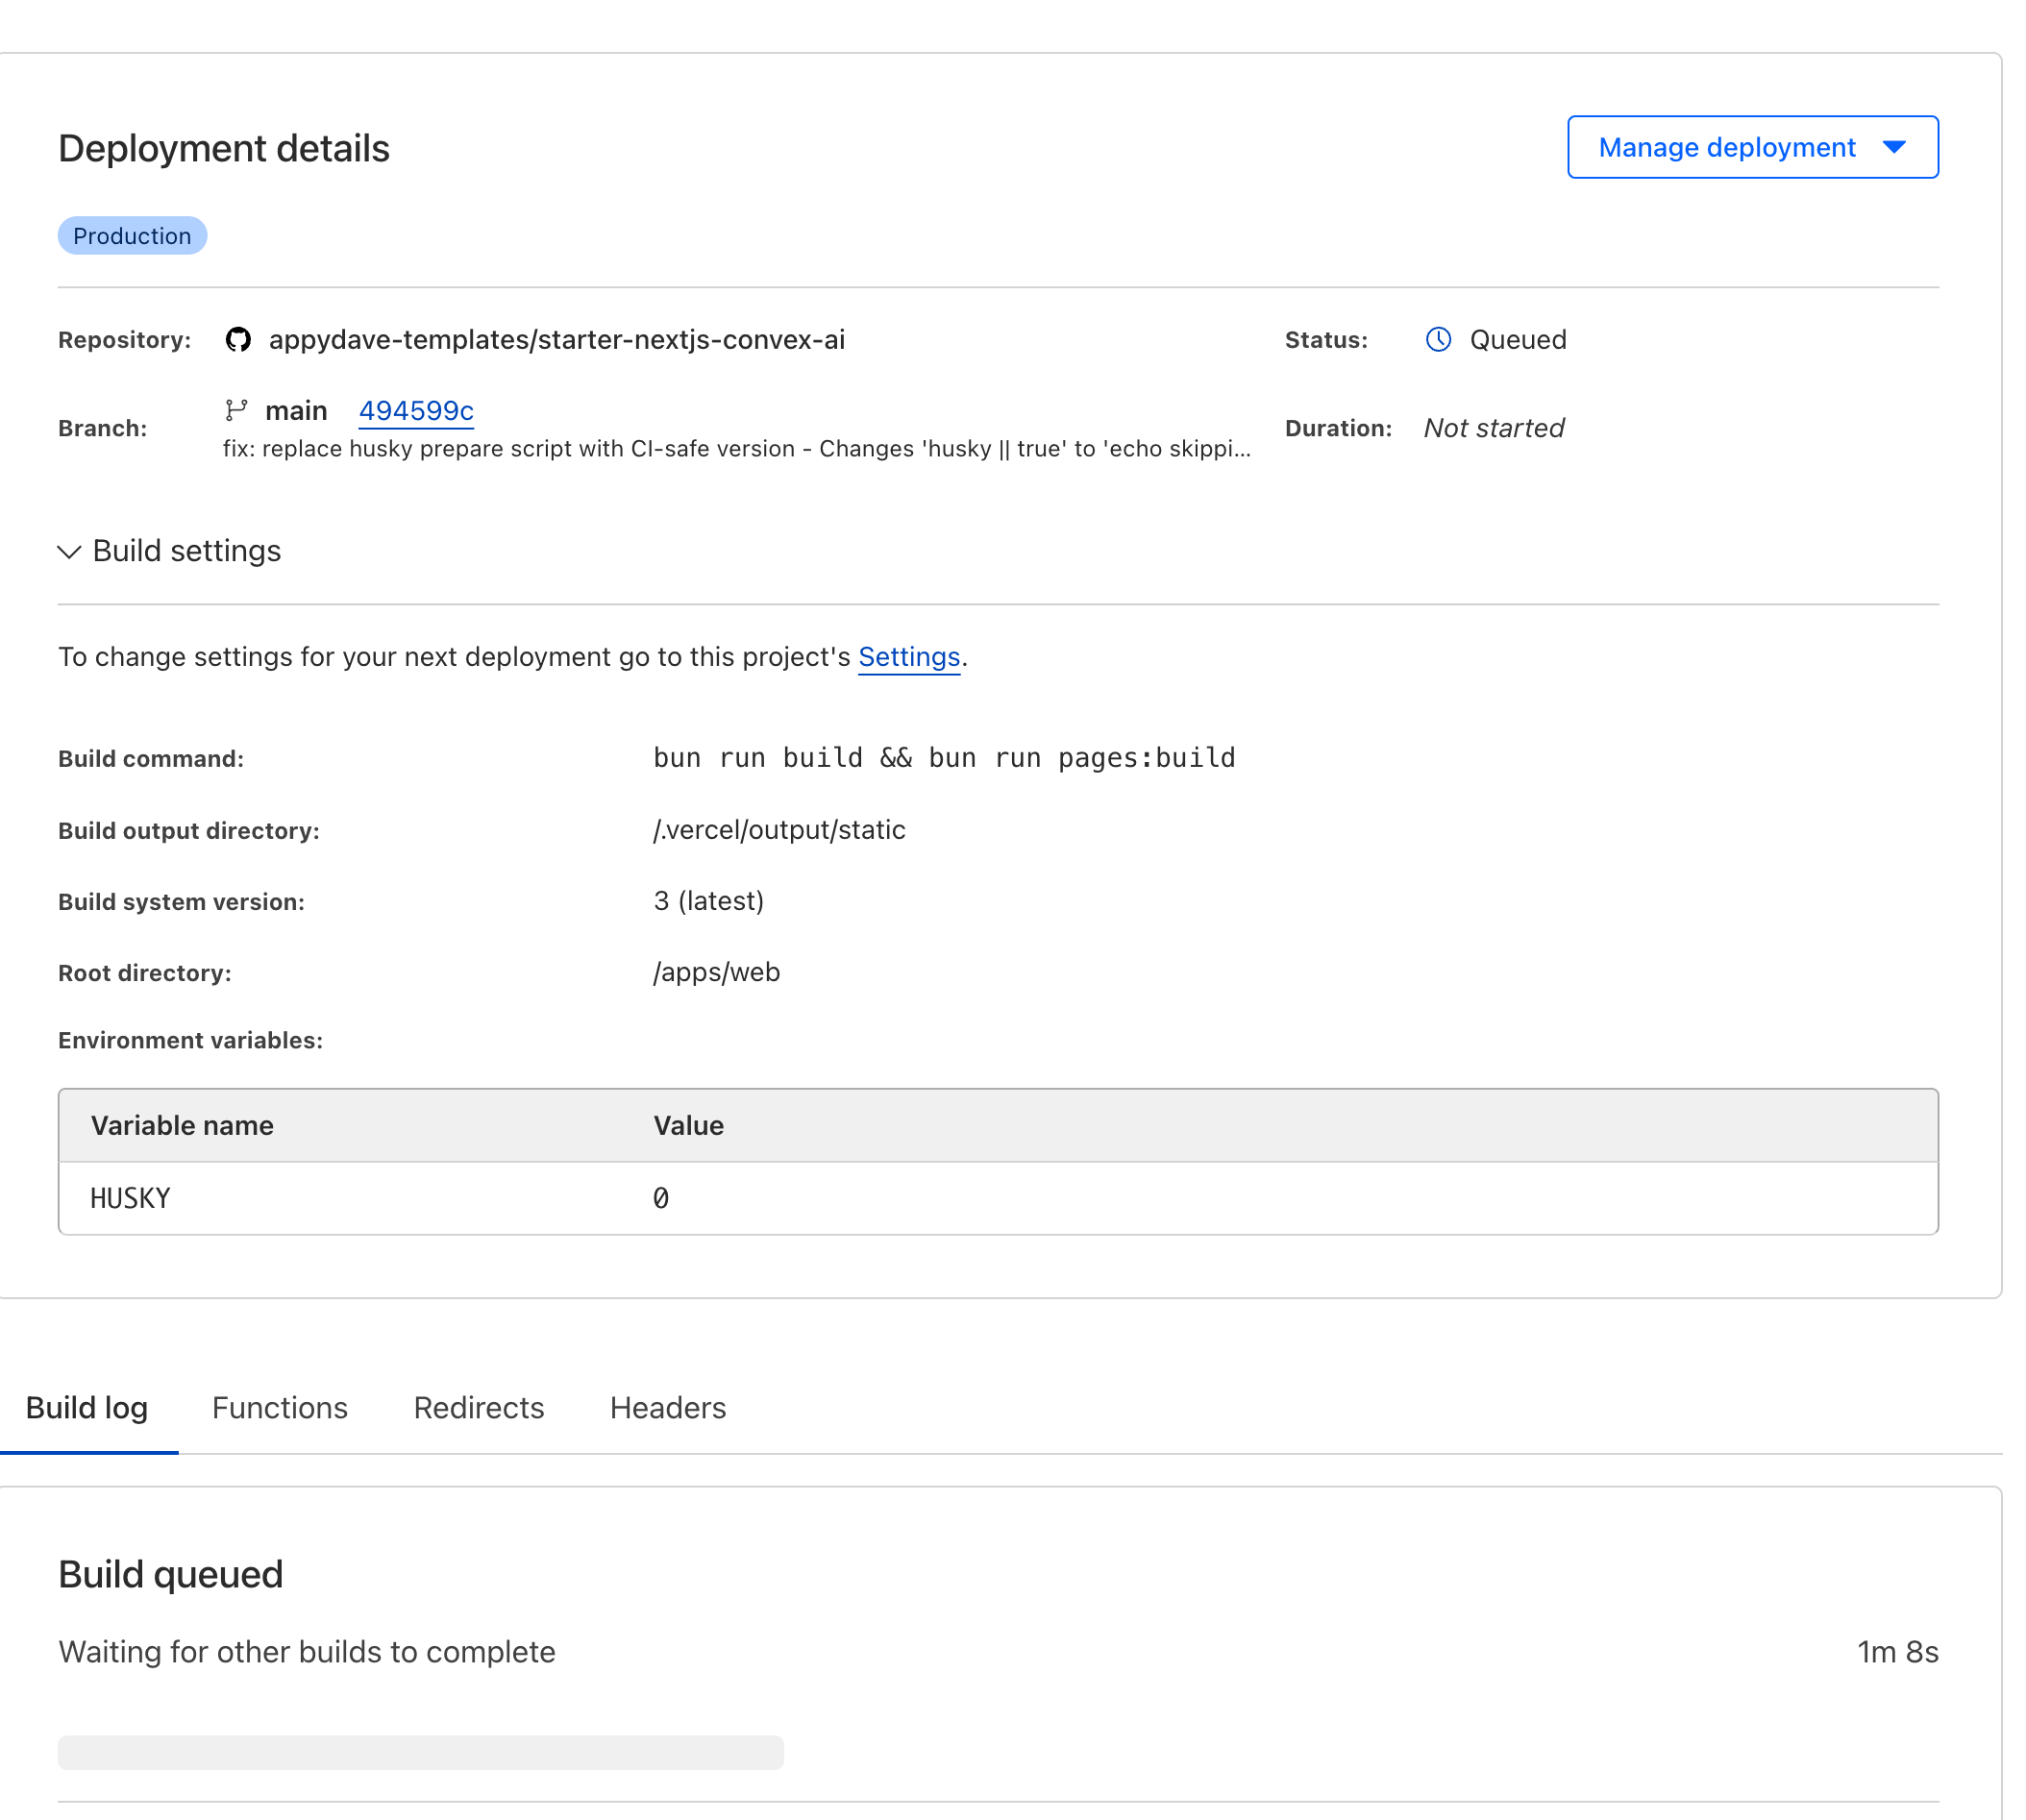 Deployment details
Manage deployment
Production
Repository: appydave-templates/starter-nextjs-convex-ai
Status: Queued
Branch: main 494599c
fix: replace husky prepare script with CI-safe version - Changes 'husky || true' to 'echo skippi...
Duration: Not started
Build settings
To change settings for your next deployment go to this project's Settings.
Build command: bun run build && bun run pages:build
Build output directory: /.vercel/output/static
Build system version: 3 (latest)
Root directory: /apps/web
Environment variables:
Variable name Value
HUSKY 0
Build log Functions Redirects Headers
Build queued
Waiting for other builds to complete 1m 8s